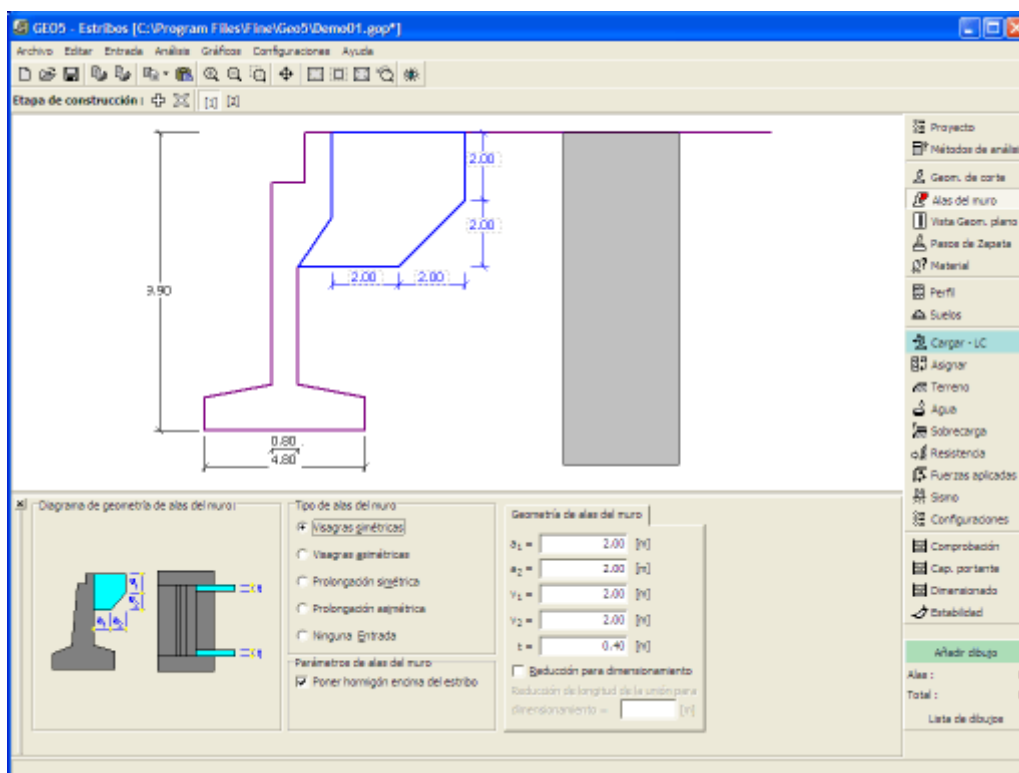 GEO5 - Estribos [C:\Program Files\Fine\Geo5\Demo01.gop*]
Archivo Editar Entrada Análisis Gráficos Configuraciones Ayuda
Etapa de construcción : [1] [2]
2.00
2.00
2.00 2.00
9.90
0.80
4.80
Proyecto
Métodos de anális
Geom. de corte
Alas del muro
Vista Geom. plano
Pasos de Zapata
Material
Perfil
Suelos
Cargar - LC
Asignar
Terreno
Agua
Sobrecarga
Resistencia
Fuerzas aplicadas
Sismo
Configuraciones
Comprobación
Cap. portante
Dimensionado
Estabilidad
Añadir dibujo
Alas :
Total :
Lista de dibujos
Diagrama de geometría de alas del muro:
Tipo de alas del muro
Visagras simétricas
Visagras asimétricas
Prolongación simétrica
Prolongación asimétrica
Ninguna Entrada
Parámetros de alas del muro
Poner hormigón encima del estribo
Geometría de alas del muro
a1 = 2.00 [m]
a2 = 2.00 [m]
v1 = 2.00 [m]
v2 = 2.00 [m]
t = 0.40 [m]
Reducción para dimensionamiento
Reducción de longitud de la unión para
dimensionamiento = [m]